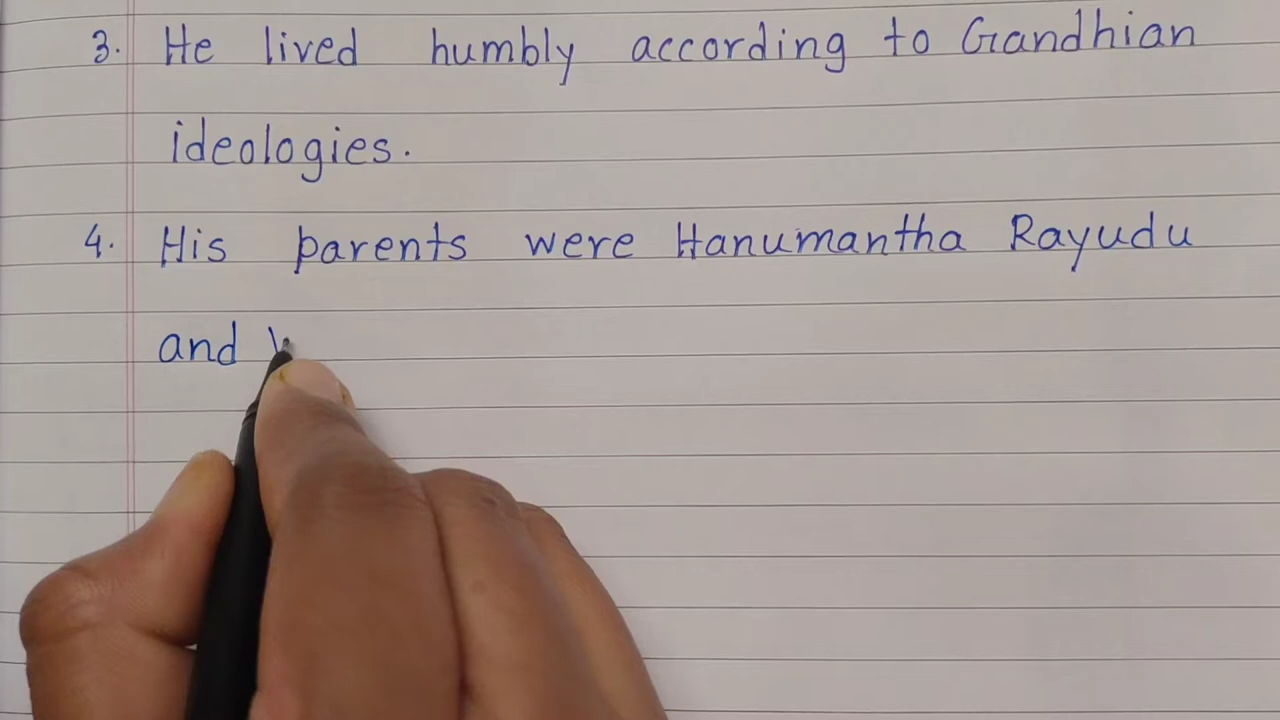 3. He lived humbly according to Gandhian
ideologies.
4. His parents were Hanumantha Rayudu
and